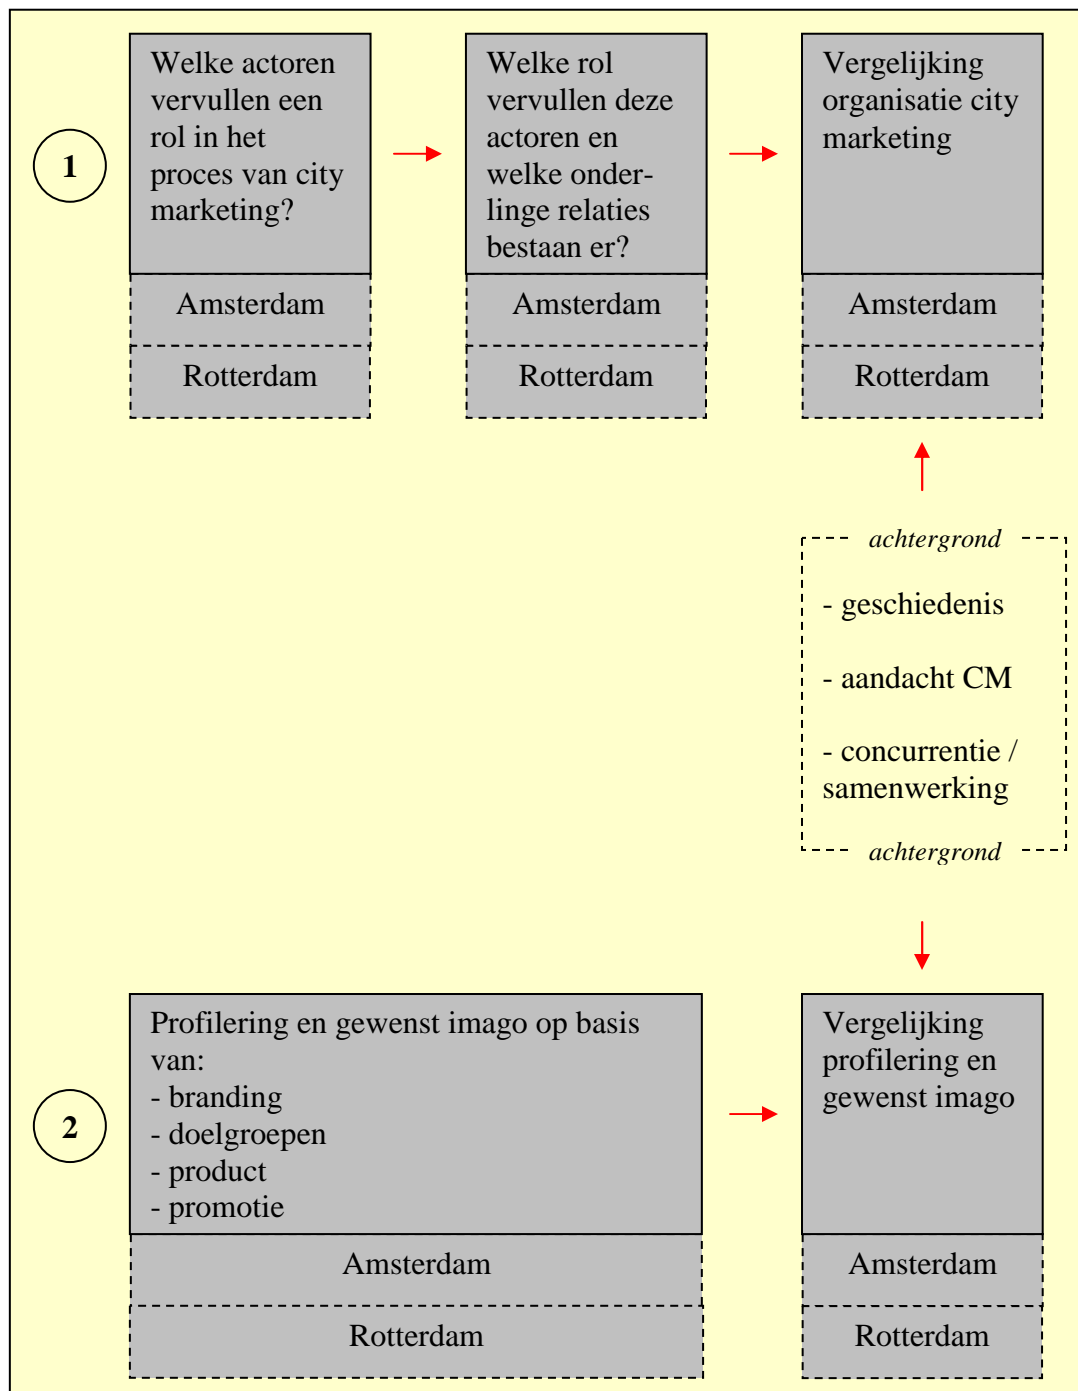 1
Welke actoren
vervullen een
rol in het
proces van city
marketing?
Amsterdam
Rotterdam
Welke rol
vervullen deze
actoren en
welke onder-
linge relaties
bestaan er?
Amsterdam
Rotterdam
Vergelijking
organisatie city
marketing
Amsterdam
Rotterdam
achtergrond
- geschiedenis
- aandacht CM
- concurrentie /
samenwerking
achtergrond
2
Profilering en gewenst imago op basis
van:
- branding
- doelgroepen
- product
- promotie
Amsterdam
Rotterdam
Vergelijking
profilering en
gewenst imago
Amsterdam
Rotterdam